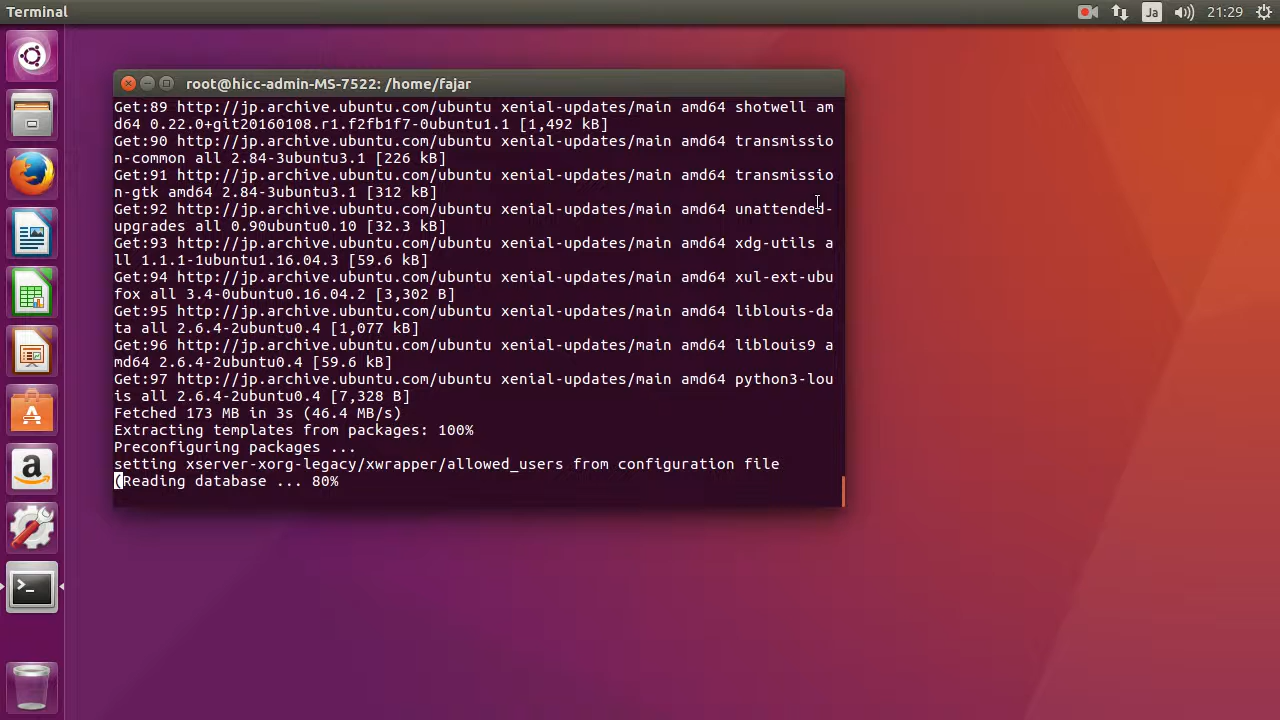 Terminal
Ja
21:29
root@hicc-admin-MS-7522: /home/fajar
Get:89 http://jp.archive.ubuntu.com/ubuntu xenial-updates/main amd64 shotwell am
d64 0.22.0+git20160108.r1.f2fb1f7-0ubuntu1.1 [1,492 kB]
Get:90 http://jp.archive.ubuntu.com/ubuntu xenial-updates/main amd64 transmissio
n-common all 2.84-3ubuntu3.1 [226 kB]
Get:91 http://jp.archive.ubuntu.com/ubuntu xenial-updates/main amd64 transmissio
n-gtk amd64 2.84-3ubuntu3.1 [312 kB]
Get:92 http://jp.archive.ubuntu.com/ubuntu xenial-updates/main amd64 unattended-
upgrades all 0.90ubuntu0.10 [32.3 kB]
Get:93 http://jp.archive.ubuntu.com/ubuntu xenial-updates/main amd64 xdg-utils a
ll 1.1.1-1ubuntu1.16.04.3 [59.6 kB]
Get:94 http://jp.archive.ubuntu.com/ubuntu xenial-updates/main amd64 xul-ext-ubu
fox all 3.4-0ubuntu0.16.04.2 [3,302 B]
Get:95 http://jp.archive.ubuntu.com/ubuntu xenial-updates/main amd64 liblouis-da
ta all 2.6.4-2ubuntu0.4 [1,077 kB]
Get:96 http://jp.archive.ubuntu.com/ubuntu xenial-updates/main amd64 liblouis9 a
md64 2.6.4-2ubuntu0.4 [59.6 kB]
Get:97 http://jp.archive.ubuntu.com/ubuntu xenial-updates/main amd64 python3-lou
is all 2.6.4-2ubuntu0.4 [7,328 B]
Fetched 173 MB in 3s (46.4 MB/s)
Extracting templates from packages: 100%
Preconfiguring packages ...
setting xserver-xorg-legacy/xwrapper/allowed_users from configuration file
(Reading database ... 80%